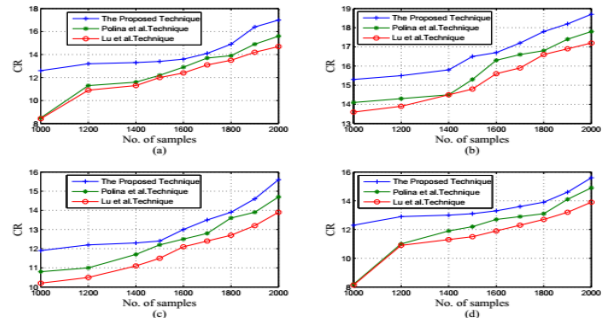 18
16
14
12
10
8
CR
The Proposed Technique
Polina et al.Technique
Lu et al.Technique
1000 1200 1400 1600 1800 2000
No. of samples
(a)
19
18
17
16
15
14
13
CR
The Proposed Technique
Polina et al.Technique
Lu et al.Technique
1000 1200 1400 1600 1800 2000
No. of samples
(b)
16
15
14
13
12
11
10
CR
The Proposed Technique
Polina et al.Technique
Lu et al.Technique
1000 1200 1400 1600 1800 2000
No. of samples
(c)
16
14
12
10
8
CR
The Proposed Technique
Polina et al.Technique
Lu et al.Technique
1000 1200 1400 1600 1800 2000
No. of samples
(d)